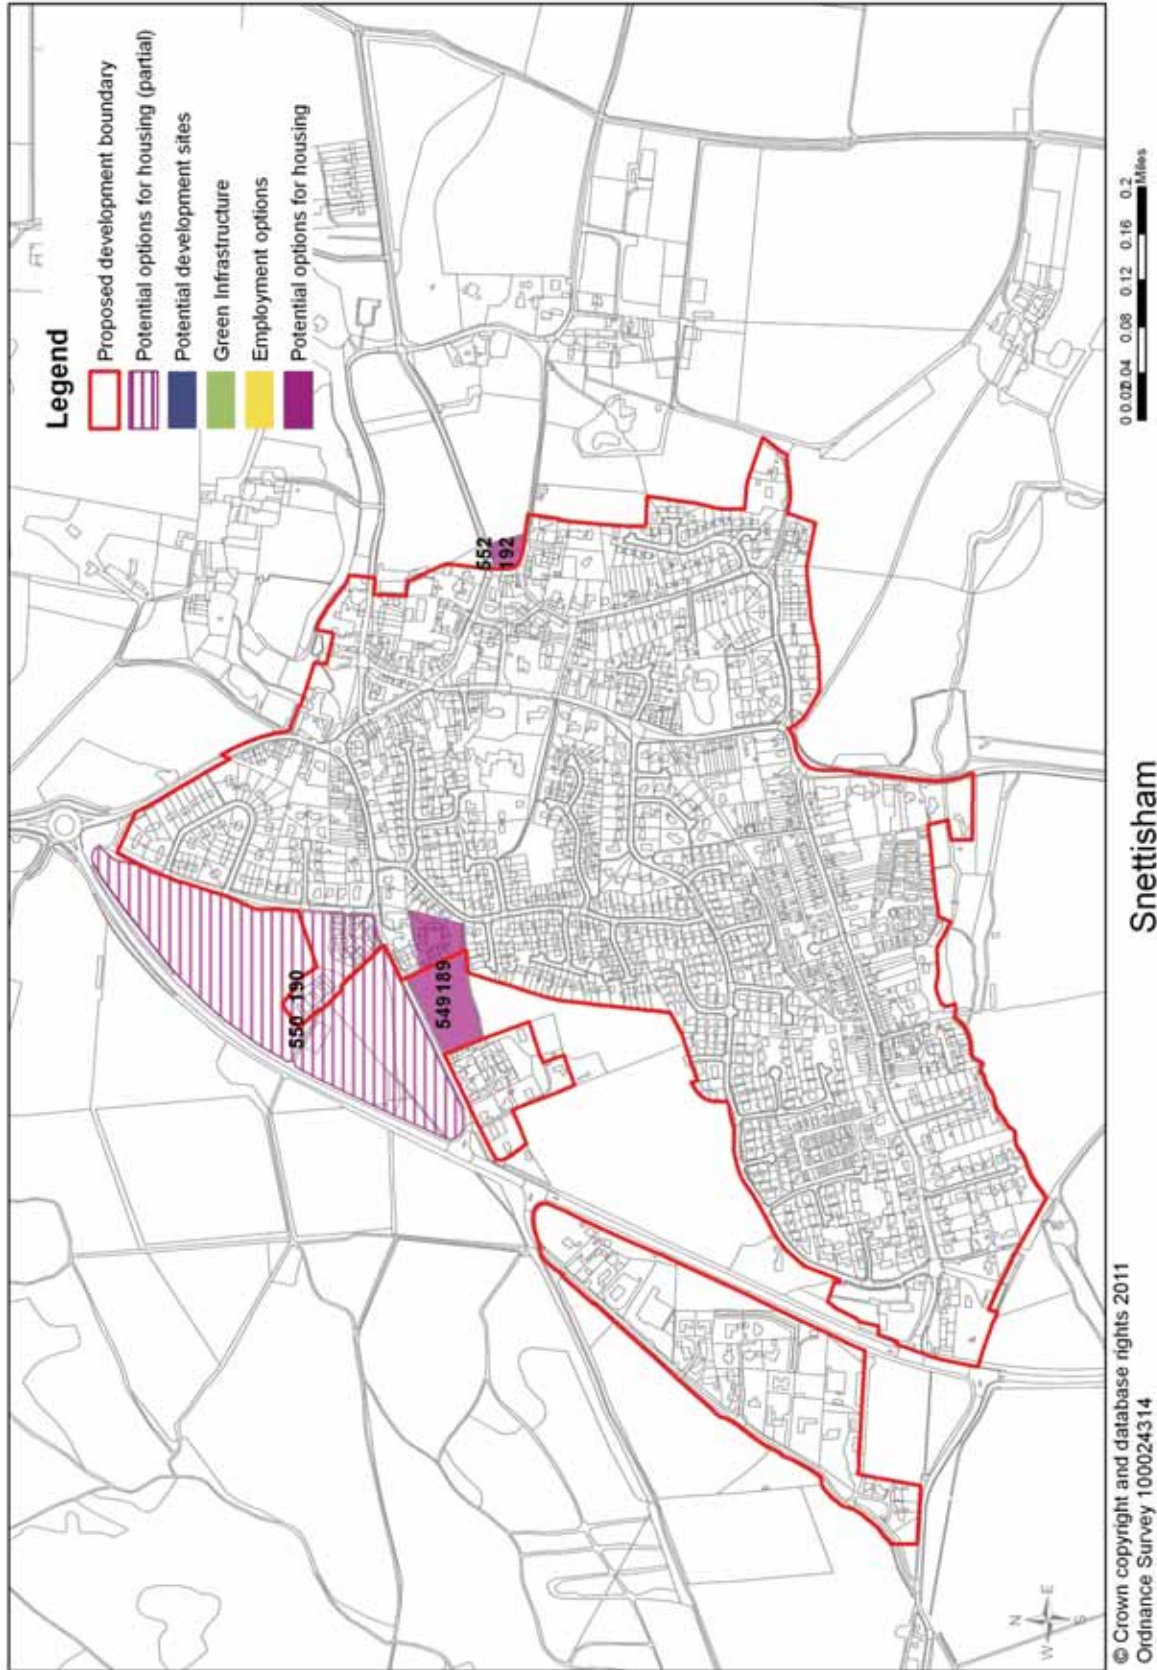 Legend
Proposed development boundary
Potential options for housing (partial)
Potential development sites
Green Infrastructure
Employment options
Potential options for housing
550 190
549 189
552
192
0.04 0.08 0.12 0.16 0.2
Miles
N
W E
S
Snettisham
© Crown copyright and database rights 2011
Ordnance Survey 100024314